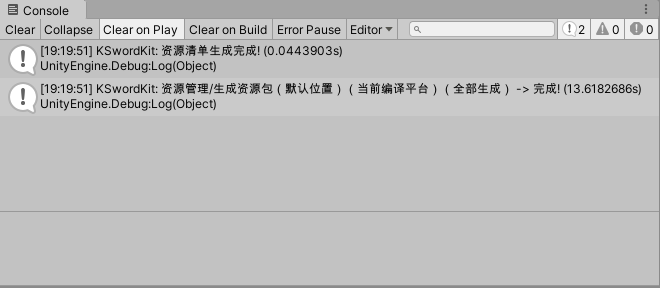 Console
Clear Collapse Clear on Play Clear on Build Error Pause Editor 2 0 0
[19:19:51] KSwordKit: 资源清单生成完成! (0.0443903s)
UnityEngine.Debug:Log(Object)
[19:19:51] KSwordKit: 资源管理/生成资源包（默认位置）（当前编译平台）（全部生成） -> 完成! (13.6182686s)
UnityEngine.Debug:Log(Object)